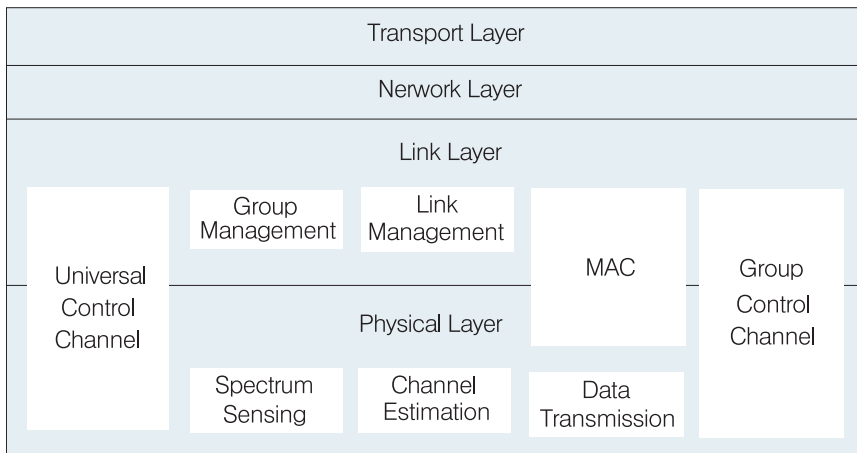 Transport Layer
Nerwork Layer
Link Layer
Universal
Control
Channel
Group
Management
Link
Management
MAC
Group
Control
Channel
Physical Layer
Spectrum
Sensing
Channel
Estimation
Data
Transmission